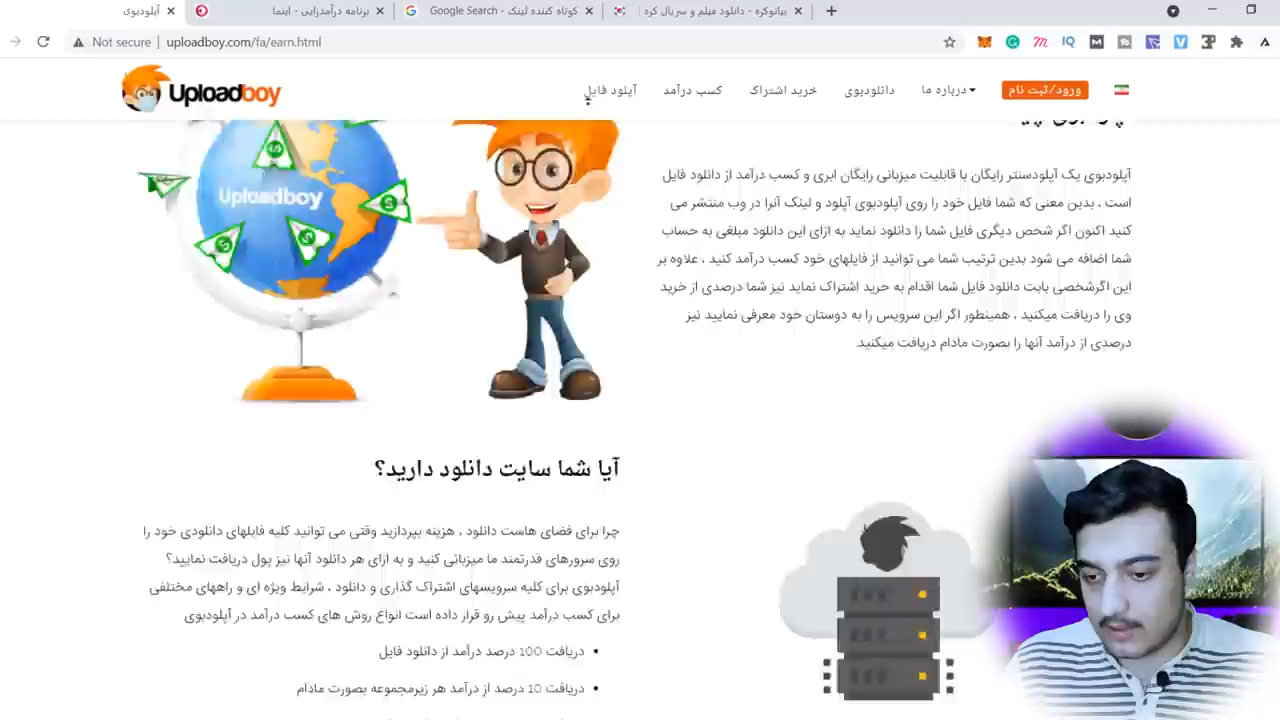 آپلودبوی
برنامه درآمدزایی - اینما
کوتاه کننده لینک - Google Search
بیاتوکره - دانلود فیلم و سریال کره
Not secure | uploadboy.com/fa/earn.html
Uploadboy
ورود/ثبت نام
درباره ما
دانلودبوی
خرید اشتراک
کسب درآمد
آپلود فایل
Uploadboy
آپلودبوی یک آپلودسنتر رایگان با قابلیت میزبانی رایگان ابری و کسب درآمد از دانلود فایل
است ، بدین معنی که شما فایل خود را روی آپلودبوی آپلود و لینک آنرا در وب منتشر می
کنید اکنون اگر شخص دیگری فایل شما را دانلود نماید به ازای این دانلود مبلغی به حساب
شما اضافه می شود بدین ترتیب شما می توانید از فایلهای خود کسب درآمد کنید ، علاوه بر
این اگرشخصی بابت دانلود فایل شما اقدام به خرید اشتراک نماید نیز شما درصدی از خرید
وی را دریافت میکنید ، همینطور اگر این سرویس را به دوستان خود معرفی نمایید نیز
درصدی از درآمد آنها را بصورت مادام دریافت میکنید.
آیا شما سایت دانلود دارید؟
چرا برای فضای هاست دانلود ، هزینه بپردازید وقتی می توانید کلیه فایلهای دانلودی خود را
روی سرورهای قدرتمند ما میزبانی کنید و به ازای هر دانلود آنها نیز پول دریافت نمایید؟
آپلودبوی برای کلیه سرویسهای اشتراک گذاری و دانلود ، شرایط ویژه ای و راههای مختلفی
برای کسب درآمد پیش رو قرار داده است انواع روش های کسب درآمد در آپلودبوی
دریافت 100 درصد درآمد از دانلود فایل
دریافت 10 درصد از درآمد هر زیرمجموعه بصورت مادام